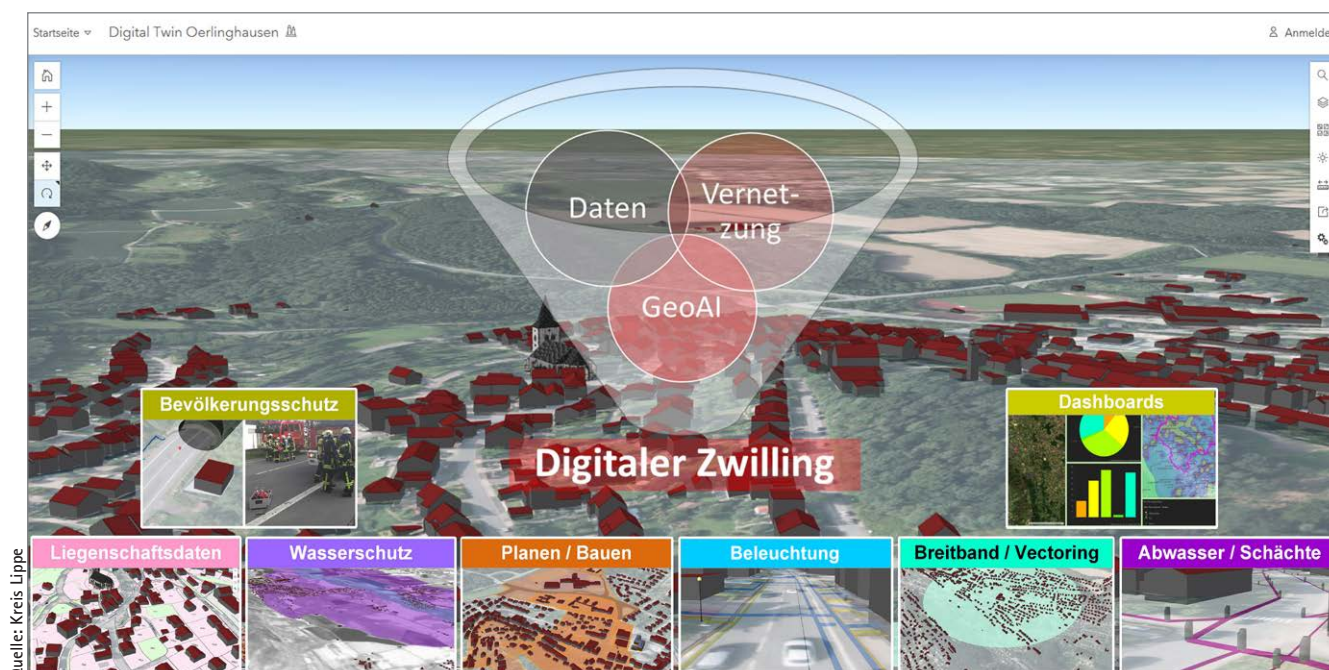 Startseite
Digital Twin Oerlinghausen
Anmelde
Daten
Vernet-
zung
GeoAI
Bevölkerungsschutz
Dashboards
Digitaler Zwilling
Liegenschaftsdaten
Wasserschutz
Planen / Bauen
Beleuchtung
Breitband / Vectoring
Abwasser / Schächte
uelle: Kreis Lippe